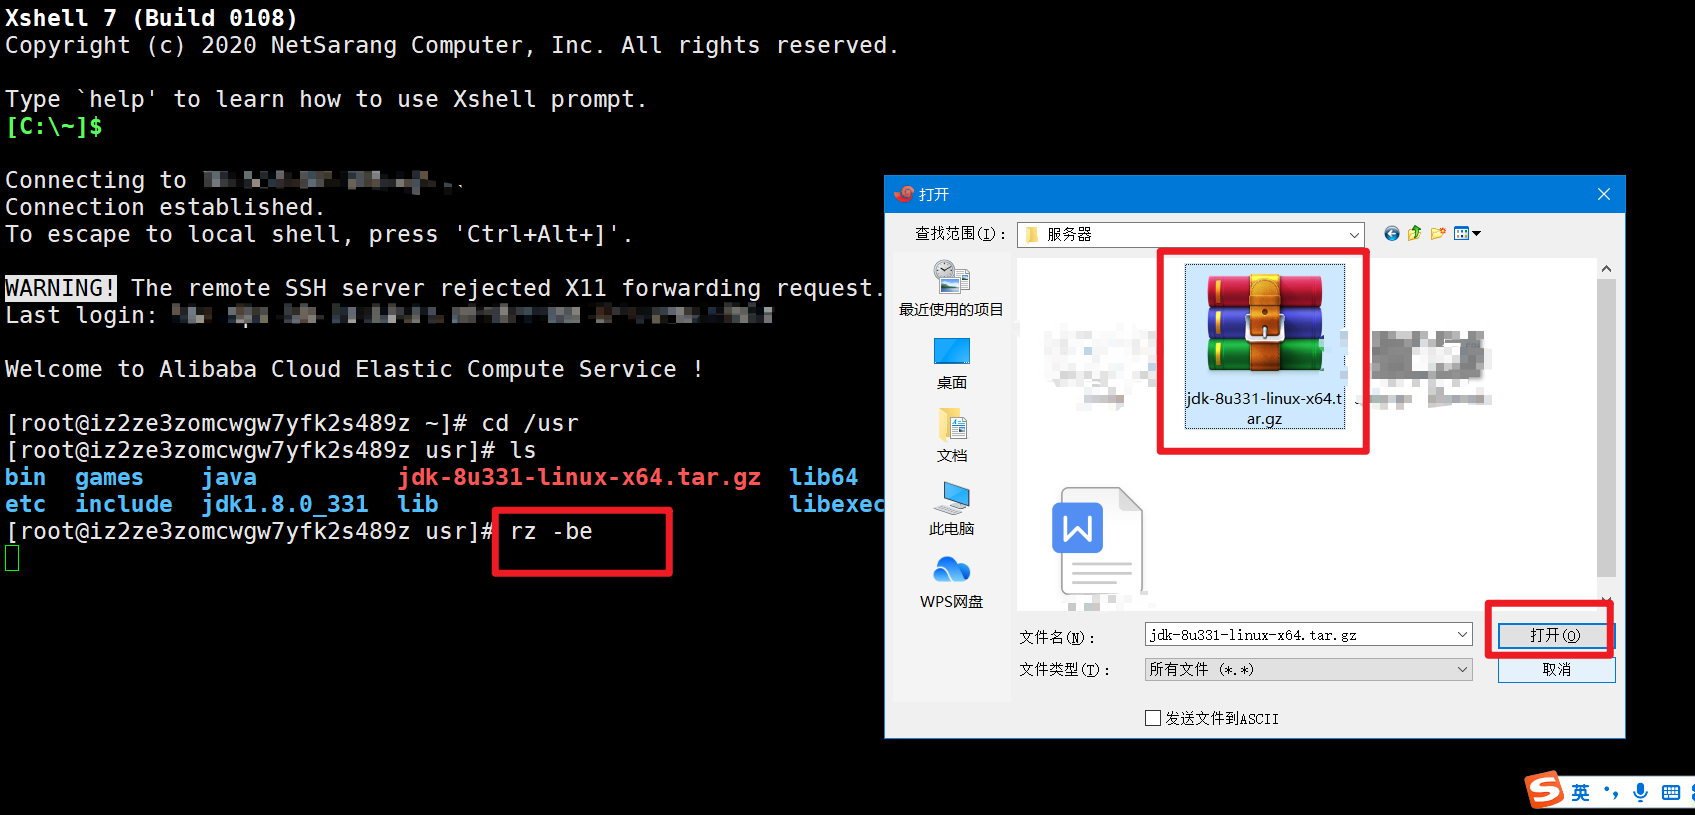 Xshell 7 (Build 0108)
Copyright (c) 2020 NetSarang Computer, Inc. All rights reserved.
Type `help' to learn how to use Xshell prompt.
[C:\~]$
Connecting to
Connection established.
To escape to local shell, press 'Ctrl+Alt+]'.
WARNING! The remote SSH server rejected X11 forwarding request.
Last login:
Welcome to Alibaba Cloud Elastic Compute Service !
[root@iz2ze3zomcwgw7yfk2s489z ~]# cd /usr
[root@iz2ze3zomcwgw7yfk2s489z usr]# ls
bin games java jdk-8u331-linux-x64.tar.gz lib64
etc include jdk1.8.0_331 lib libexec
[root@iz2ze3zomcwgw7yfk2s489z usr]# rz -be
打开
查找范围(I): 服务器
最近使用的项目
桌面
文档
此电脑
WPS网盘
jdk-8u331-linux-x64.t
ar.gz
W
文件名(N): jdk-8u331-linux-x64.tar.gz 打开(O)
文件类型(T): 所有文件 (*.*) 取消
发送文件到ASCII
S 英